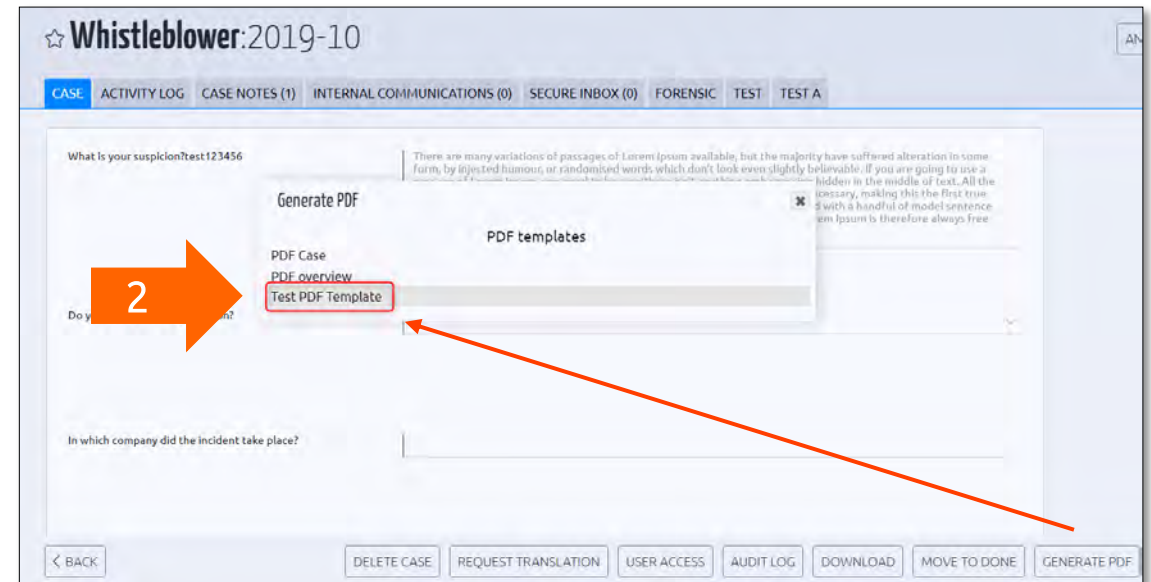 ☆ Whistleblower:2019-10
AN
CASE ACTIVITY LOG CASE NOTES (1) INTERNAL COMMUNICATIONS (0) SECURE INBOX (0) FORENSIC TEST TEST A
What is your suspicion?test123456
There are many variations of passages of Lorem Ipsum available, but the majority have suffered alteration in some
form, by injected humour, or randomised words which don't look even slightly believable. If you are going to use a
hidden in the middle of text. All the
cessary, making this the first true
d with a handful of model sentence
em Ipsum is therefore always free
Generate PDF
PDF templates
PDF Case
PDF overview
Test PDF Template
2
Do y
In which company did the incident take place?
< BACK DELETE CASE REQUEST TRANSLATION USER ACCESS AUDIT LOG DOWNLOAD MOVE TO DONE GENERATE PDF